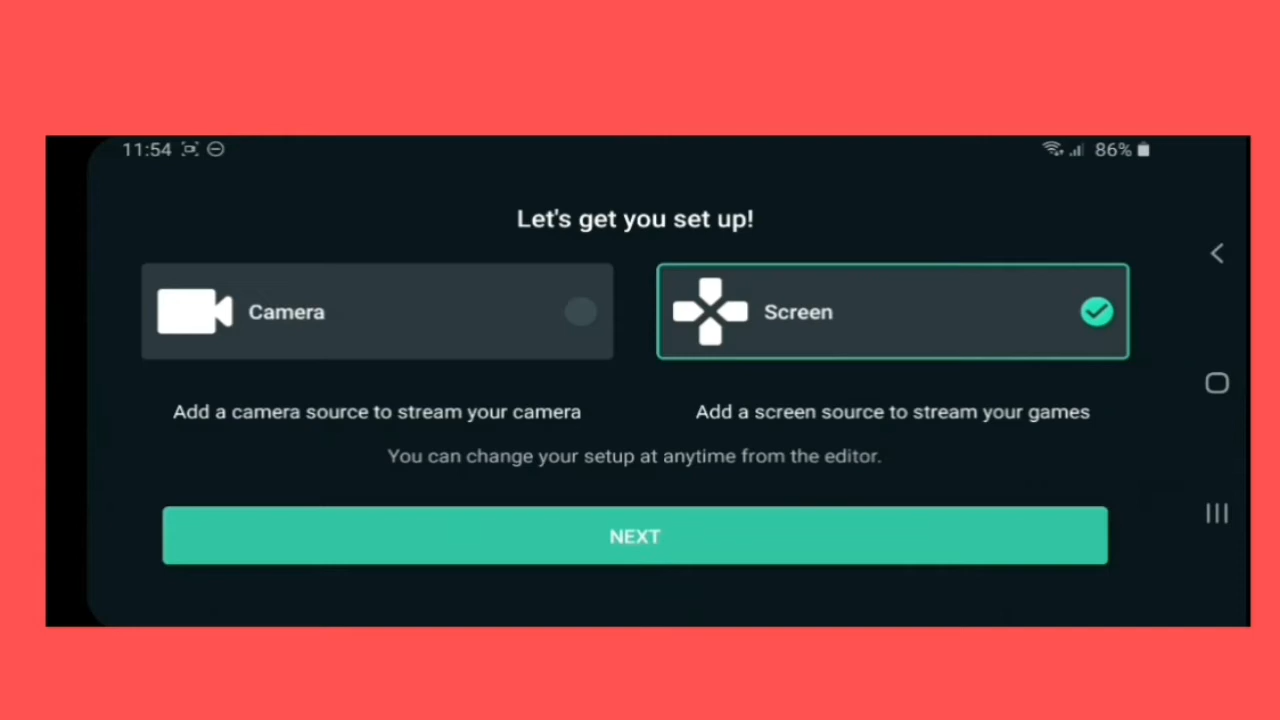 11:54 86%
Let's get you set up!
Camera
Screen
Add a camera source to stream your camera
Add a screen source to stream your games
You can change your setup at anytime from the editor.
NEXT